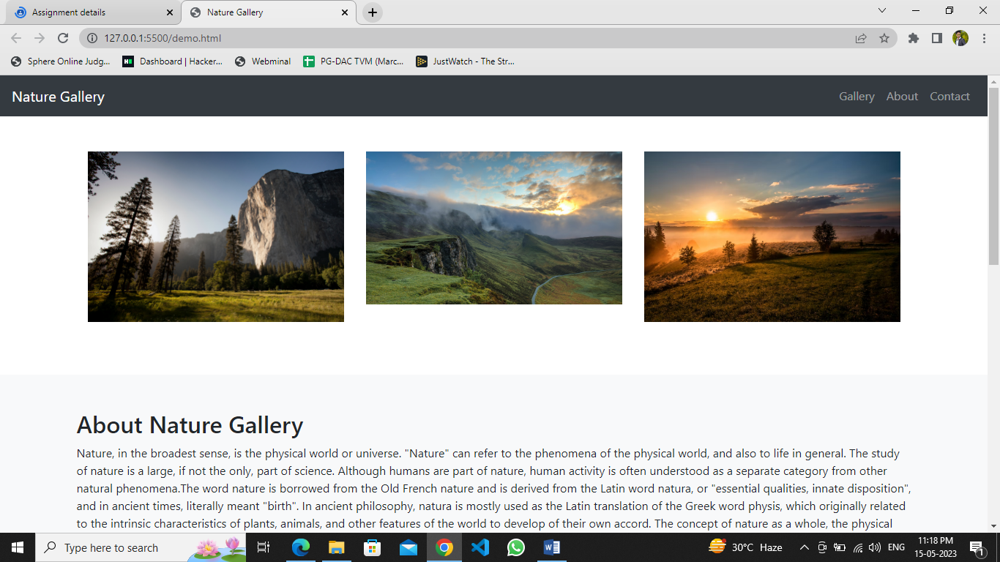 Assignment details
Nature Gallery
127.0.0.1:5500/demo.html
Sphere Online Judg...
Dashboard | Hacker...
Webminal
PG-DAC TVM (Marc...
JustWatch - The Str...
Nature Gallery
Gallery About Contact
About Nature Gallery
Nature, in the broadest sense, is the physical world or universe. "Nature" can refer to the phenomena of the physical world, and also to life in general. The study
of nature is a large, if not the only, part of science. Although humans are part of nature, human activity is often understood as a separate category from other
natural phenomena.The word nature is borrowed from the Old French nature and is derived from the Latin word natura, or "essential qualities, innate disposition",
and in ancient times, literally meant "birth". In ancient philosophy, natura is mostly used as the Latin translation of the Greek word physis, which originally related
to the intrinsic characteristics of plants, animals, and other features of the world to develop of their own accord. The concept of nature as a whole, the physical
Type here to search
30°C Haze
ENG
11:18 PM
15-05-2023
1